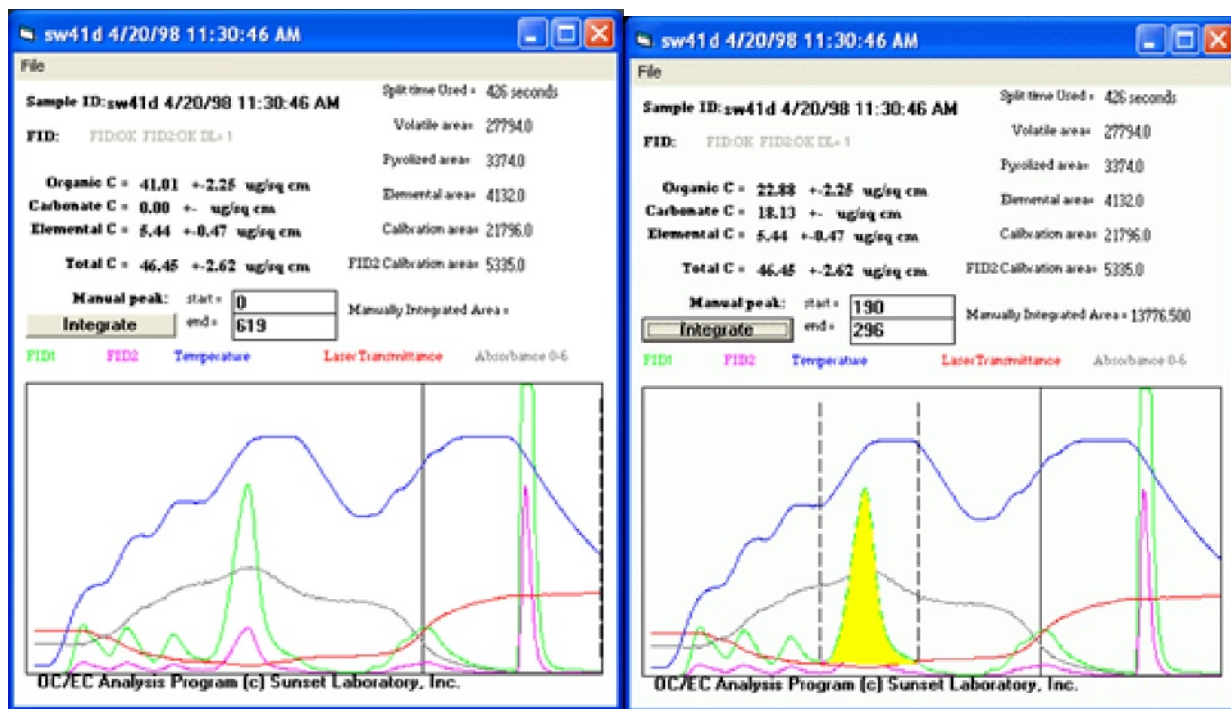 sw41d 4/20/98 11:30:46 AM
File
Sample ID:sw41d 4/20/98 11:30:46 AM
Split time Used = 426 seconds
FID: FID:OK FID2:OK DL= 1
Volatile area= 27794.0
Pyrolized area= 3374.0
Organic C = 41.01 +-2.25 ug/sq cm
Elemental area= 4132.0
Carbonate C = 0.00 +- ug/sq cm
Elemental C = 5.44 +-0.47 ug/sq cm
Calibration area= 21796.0
Total C = 46.45 +-2.62 ug/sq cm
FID2 Calibration area= 5335.0
Manual peak: start = 0
Manually Integrated Area =
Integrate end = 619
FID1 FID2 Temperature Laser Transmittance Absorbance 0-6
OC/EC Analysis Program (c) Sunset Laboratory, Inc.
sw41d 4/20/98 11:30:46 AM
File
Sample ID:sw41d 4/20/98 11:30:46 AM
Split time Used = 426 seconds
FID: FID:OK FID2:OK DL= 1
Volatile area= 27794.0
Pyrolized area= 3374.0
Organic C = 22.88 +-2.25 ug/sq cm
Elemental area= 4132.0
Carbonate C = 18.13 +- ug/sq cm
Elemental C = 5.44 +-0.47 ug/sq cm
Calibration area= 21796.0
Total C = 46.45 +-2.62 ug/sq cm
FID2 Calibration area= 5335.0
Manual peak: start = 190
Manually Integrated Area = 13776.500
Integrate end = 296
FID1 FID2 Temperature Laser Transmittance Absorbance 0-6
OC/EC Analysis Program (c) Sunset Laboratory, Inc.